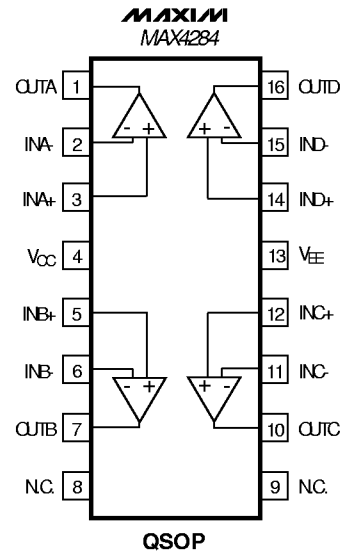 MAXIM
MAX4284
OUTA 1 16 OUTD
- + + -
INA- 2 15 IND-
INA+ 3 14 IND+
VCC 4 13 VEE
INB+ 5 12 INC+
INB- 6 11 INC-
- + + -
OUTB 7 10 OUTC
N.C. 8 9 N.C.
QSOP